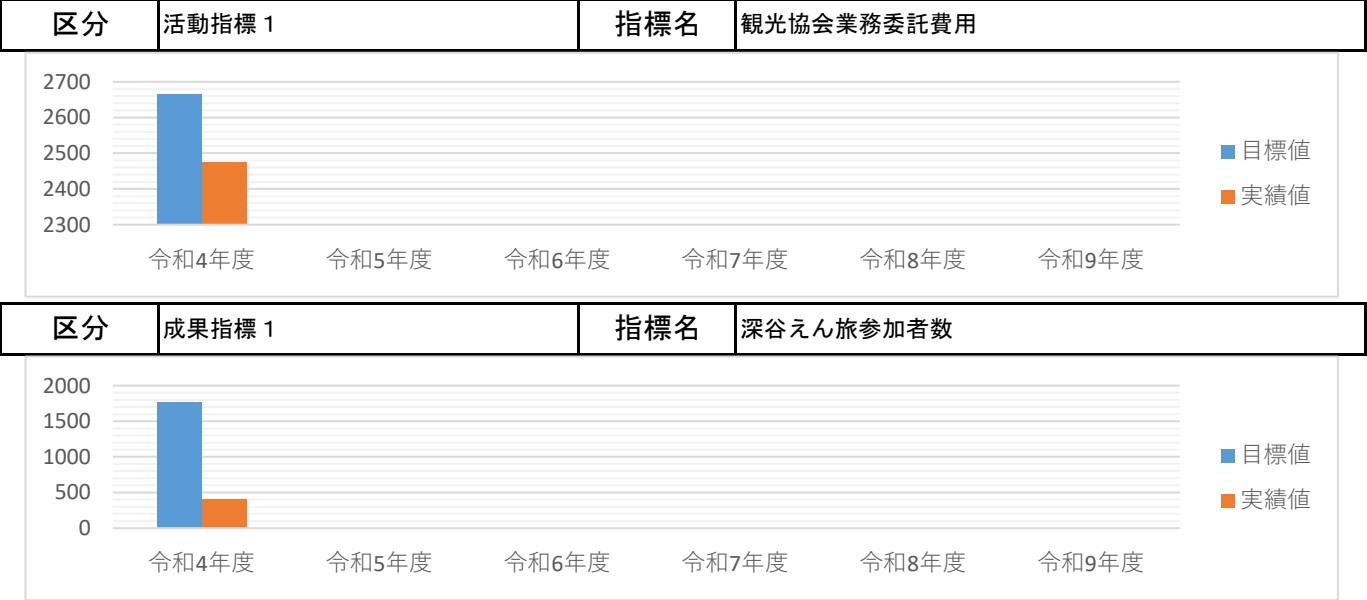 区分 活動指標１ 指標名 観光協会業務委託費用
2700
2600
2500
2400
2300
令和4年度 令和5年度 令和6年度 令和7年度 令和8年度 令和9年度
目標値
実績値
区分 成果指標１ 指標名 深谷えん旅参加者数
2000
1500
1000
500
0
令和4年度 令和5年度 令和6年度 令和7年度 令和8年度 令和9年度
目標値
実績値